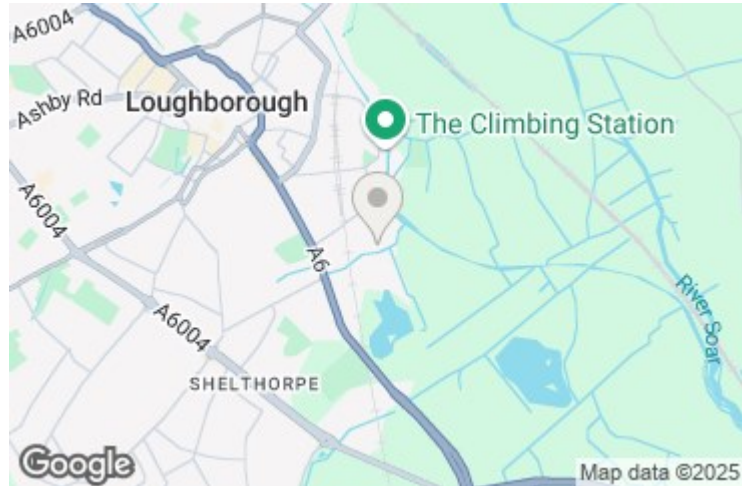 A6004
Ashby Rd
Loughborough
The Climbing Station
A6004
A6
River Soar
A6004
SHELTHORPE
Google
Map data ©2025